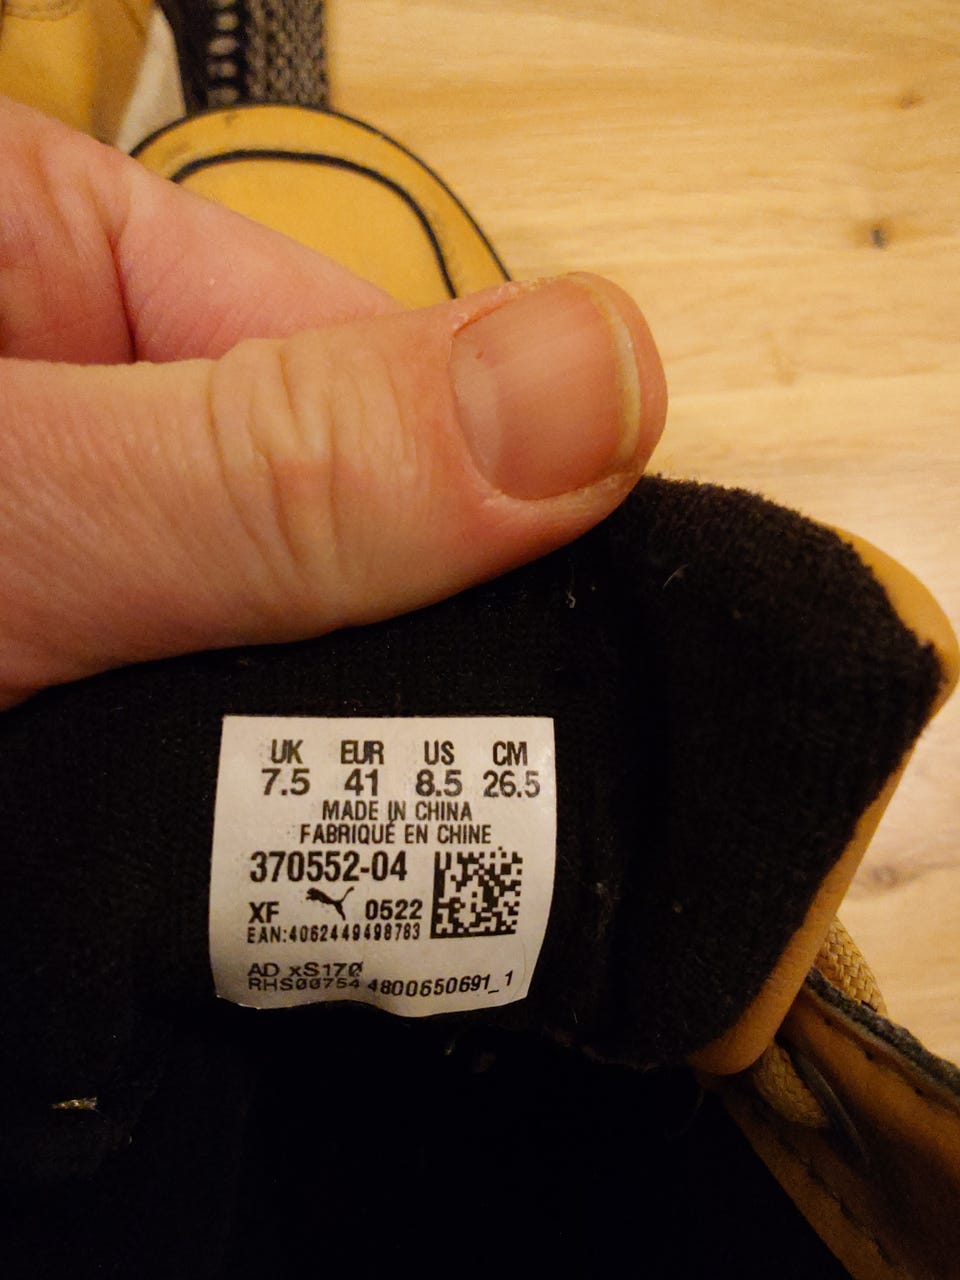 UK EUR US CM
7.5 41 8.5 26.5
MADE IN CHINA
FABRIQUÉ EN CHINE
370552-04
XF 0522
EAN:4062449498783
AD xS170
RHS00754 4800650691_1